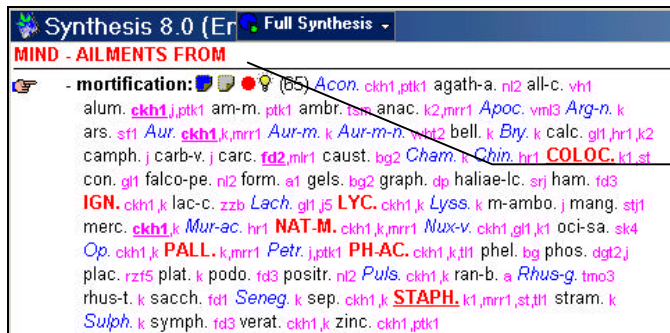 Synthesis 8.0 (Er Full Synthesis
MIND - AILMENTS FROM
- mortification: (65) Acon. ckh1,ptk1 agath-a. nl2 all-c. vh1
alum. ckh1,j,ptk1 am-m. ptk1 ambr. tsm anac. k2,mrr1 Apoc. vml3 Arg-n. k
ars. sf1 Aur. ckh1,k,mrr1 Aur-m. k Aur-m-n. wbt2 bell. k Bry. k calc. gl1,hr1,k2
camph. j carb-v. j carc. fd2,mlr1 caust. bg2 Cham. k Chin. hr1 COLOC. k1,st
con. gl1 falco-pe. nl2 form. a1 gels. bg2 graph. dp haliae-lc. srj ham. fd3
IGN. ckh1,k lac-c. zzb Lach. gl1,j5 LYC. ckh1,k Lyss. k m-ambo. j mang. stj1
merc. ckh1,k Mur-ac. hr1 NAT-M. ckh1,k,mrr1 Nux-v. ckh1,gl1,k1 oci-sa. sk4
Op. ckh1,k PALL. k,mrr1 Petr. j,ptk1 PH-AC. ckh1,k,tl1 phel. bg phos. dgt2,j
plac. rzf5 plat. k podo. fd3 positr. nl2 Puls. ckh1,k ran-b. a Rhus-g. tmo3
rhus-t. k sacch. fd1 Seneg. k sep. ckh1,k STAPH. k1,mrr1,st,tl1 stram. k
Sulph. k symph. fd3 verat. ckh1,k zinc. ckh1,ptk1